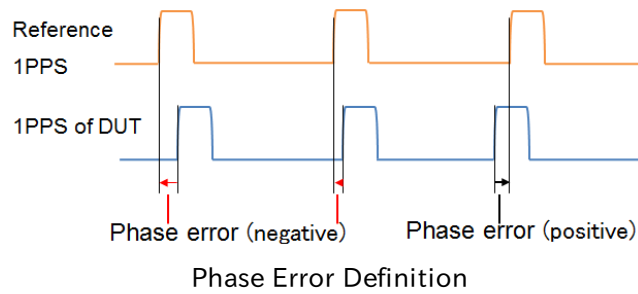 Reference
1PPS
1PPS of DUT
Phase error (negative)
Phase error (positive)
Phase Error Definition